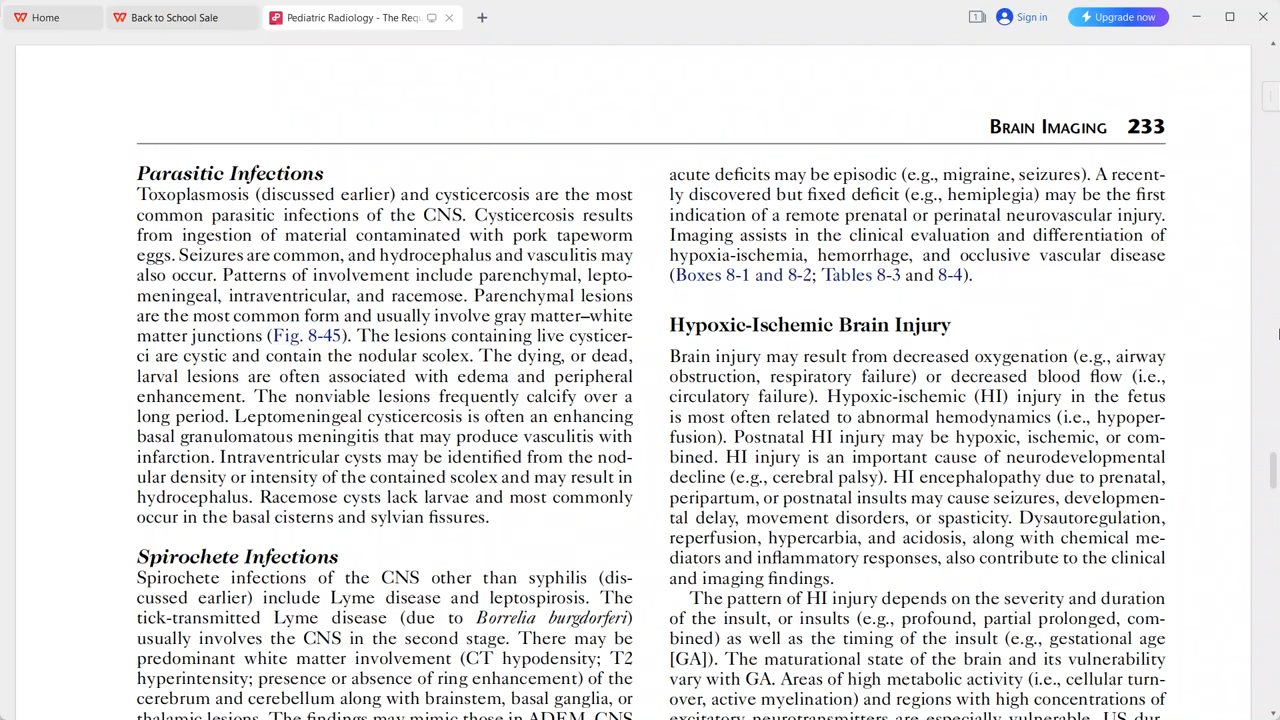 Home
Back to School Sale
Pediatric Radiology - The Requ
1
Sign in
Upgrade now
BRAIN IMAGING 233
Parasitic Infections
Toxoplasmosis (discussed earlier) and cysticercosis are the most
common parasitic infections of the CNS. Cysticercosis results
from ingestion of material contaminated with pork tapeworm
eggs. Seizures are common, and hydrocephalus and vasculitis may
also occur. Patterns of involvement include parenchymal, lepto-
meningeal, intraventricular, and racemose. Parenchymal lesions
are the most common form and usually involve gray matter–white
matter junctions (Fig. 8-45). The lesions containing live cysticer-
ci are cystic and contain the nodular scolex. The dying, or dead,
larval lesions are often associated with edema and peripheral
enhancement. The nonviable lesions frequently calcify over a
long period. Leptomeningeal cysticercosis is often an enhancing
basal granulomatous meningitis that may produce vasculitis with
infarction. Intraventricular cysts may be identified from the nod-
ular density or intensity of the contained scolex and may result in
hydrocephalus. Racemose cysts lack larvae and most commonly
occur in the basal cisterns and sylvian fissures.
Spirochete Infections
Spirochete infections of the CNS other than syphilis (dis-
cussed earlier) include Lyme disease and leptospirosis. The
tick-transmitted Lyme disease (due to Borrelia burgdorferi)
usually involves the CNS in the second stage. There may be
predominant white matter involvement (CT hypodensity; T2
hyperintensity; presence or absence of ring enhancement) of the
cerebrum and cerebellum along with brainstem, basal ganglia, or
thalamic lesions. The findings may mimic those in ADEM. CNS
acute deficits may be episodic (e.g., migraine, seizures). A recent-
ly discovered but fixed deficit (e.g., hemiplegia) may be the first
indication of a remote prenatal or perinatal neurovascular injury.
Imaging assists in the clinical evaluation and differentiation of
hypoxia-ischemia, hemorrhage, and occlusive vascular disease
(Boxes 8-1 and 8-2; Tables 8-3 and 8-4).
Hypoxic-Ischemic Brain Injury
Brain injury may result from decreased oxygenation (e.g., airway
obstruction, respiratory failure) or decreased blood flow (i.e.,
circulatory failure). Hypoxic-ischemic (HI) injury in the fetus
is most often related to abnormal hemodynamics (i.e., hypoper-
fusion). Postnatal HI injury may be hypoxic, ischemic, or com-
bined. HI injury is an important cause of neurodevelopmental
decline (e.g., cerebral palsy). HI encephalopathy due to prenatal,
peripartum, or postnatal insults may cause seizures, developmen-
tal delay, movement disorders, or spasticity. Dysautoregulation,
reperfusion, hypercarbia, and acidosis, along with chemical me-
diators and inflammatory responses, also contribute to the clinical
and imaging findings.
The pattern of HI injury depends on the severity and duration
of the insult, or insults (e.g., profound, partial prolonged, com-
bined) as well as the timing of the insult (e.g., gestational age
[GA]). The maturational state of the brain and its vulnerability
vary with GA. Areas of high metabolic activity (i.e., cellular turn-
over, active myelination) and regions with high concentrations of
excitatory neurotransmitters are especially vulnerable. US dur-